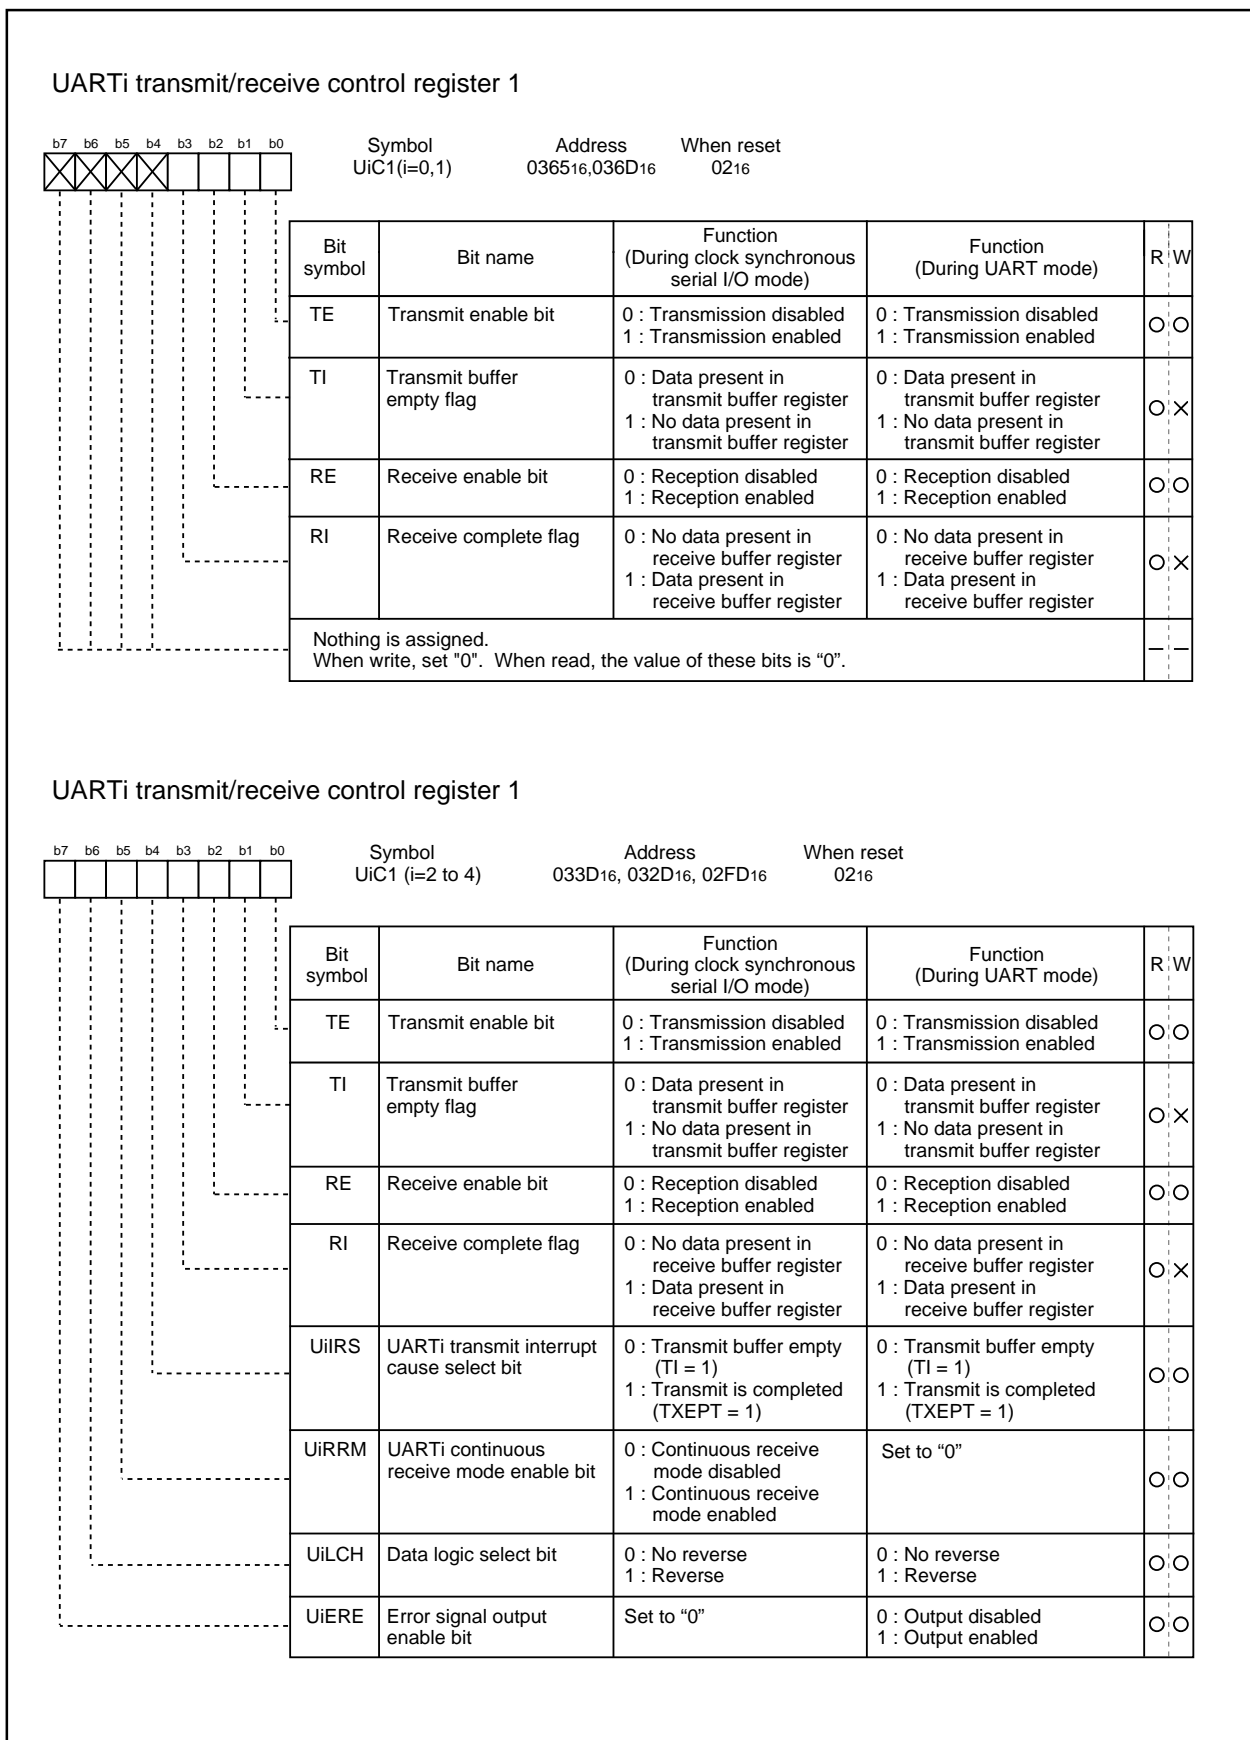 UARTi transmit/receive control register 1
b7 b6 b5 b4 b3 b2 b1 b0
Symbol Address When reset
UiC1(i=0,1) 036516,036D16 0216
Bit symbol Bit name Function (During clock synchronous serial I/O mode) Function (During UART mode) R W
TE Transmit enable bit 0 : Transmission disabled 0 : Transmission disabled
1 : Transmission enabled 1 : Transmission enabled
TI Transmit buffer 0 : Data present in 0 : Data present in
empty flag transmit buffer register transmit buffer register
1 : No data present in 1 : No data present in
transmit buffer register transmit buffer register
RE Receive enable bit 0 : Reception disabled 0 : Reception disabled
1 : Reception enabled 1 : Reception enabled
RI Receive complete flag 0 : No data present in 0 : No data present in
receive buffer register receive buffer register
1 : Data present in 1 : Data present in
receive buffer register receive buffer register
Nothing is assigned.
When write, set "0". When read, the value of these bits is “0”.
UARTi transmit/receive control register 1
b7 b6 b5 b4 b3 b2 b1 b0
Symbol Address When reset
UiC1 (i=2 to 4) 033D16, 032D16, 02FD16 0216
Bit symbol Bit name Function (During clock synchronous serial I/O mode) Function (During UART mode) R W
TE Transmit enable bit 0 : Transmission disabled 0 : Transmission disabled
1 : Transmission enabled 1 : Transmission enabled
TI Transmit buffer 0 : Data present in 0 : Data present in
empty flag transmit buffer register transmit buffer register
1 : No data present in 1 : No data present in
transmit buffer register transmit buffer register
RE Receive enable bit 0 : Reception disabled 0 : Reception disabled
1 : Reception enabled 1 : Reception enabled
RI Receive complete flag 0 : No data present in 0 : No data present in
receive buffer register receive buffer register
1 : Data present in 1 : Data present in
receive buffer register receive buffer register
UiIRS UARTi transmit interrupt 0 : Transmit buffer empty 0 : Transmit buffer empty
cause select bit (TI = 1) (TI = 1)
1 : Transmit is completed 1 : Transmit is completed
(TXEPT = 1) (TXEPT = 1)
UiRRM UARTi continuous 0 : Continuous receive Set to “0”
receive mode enable bit mode disabled
1 : Continuous receive
mode enabled
UiLCH Data logic select bit 0 : No reverse 0 : No reverse
1 : Reverse 1 : Reverse
UiERE Error signal output Set to “0” 0 : Output disabled
enable bit 1 : Output enabled